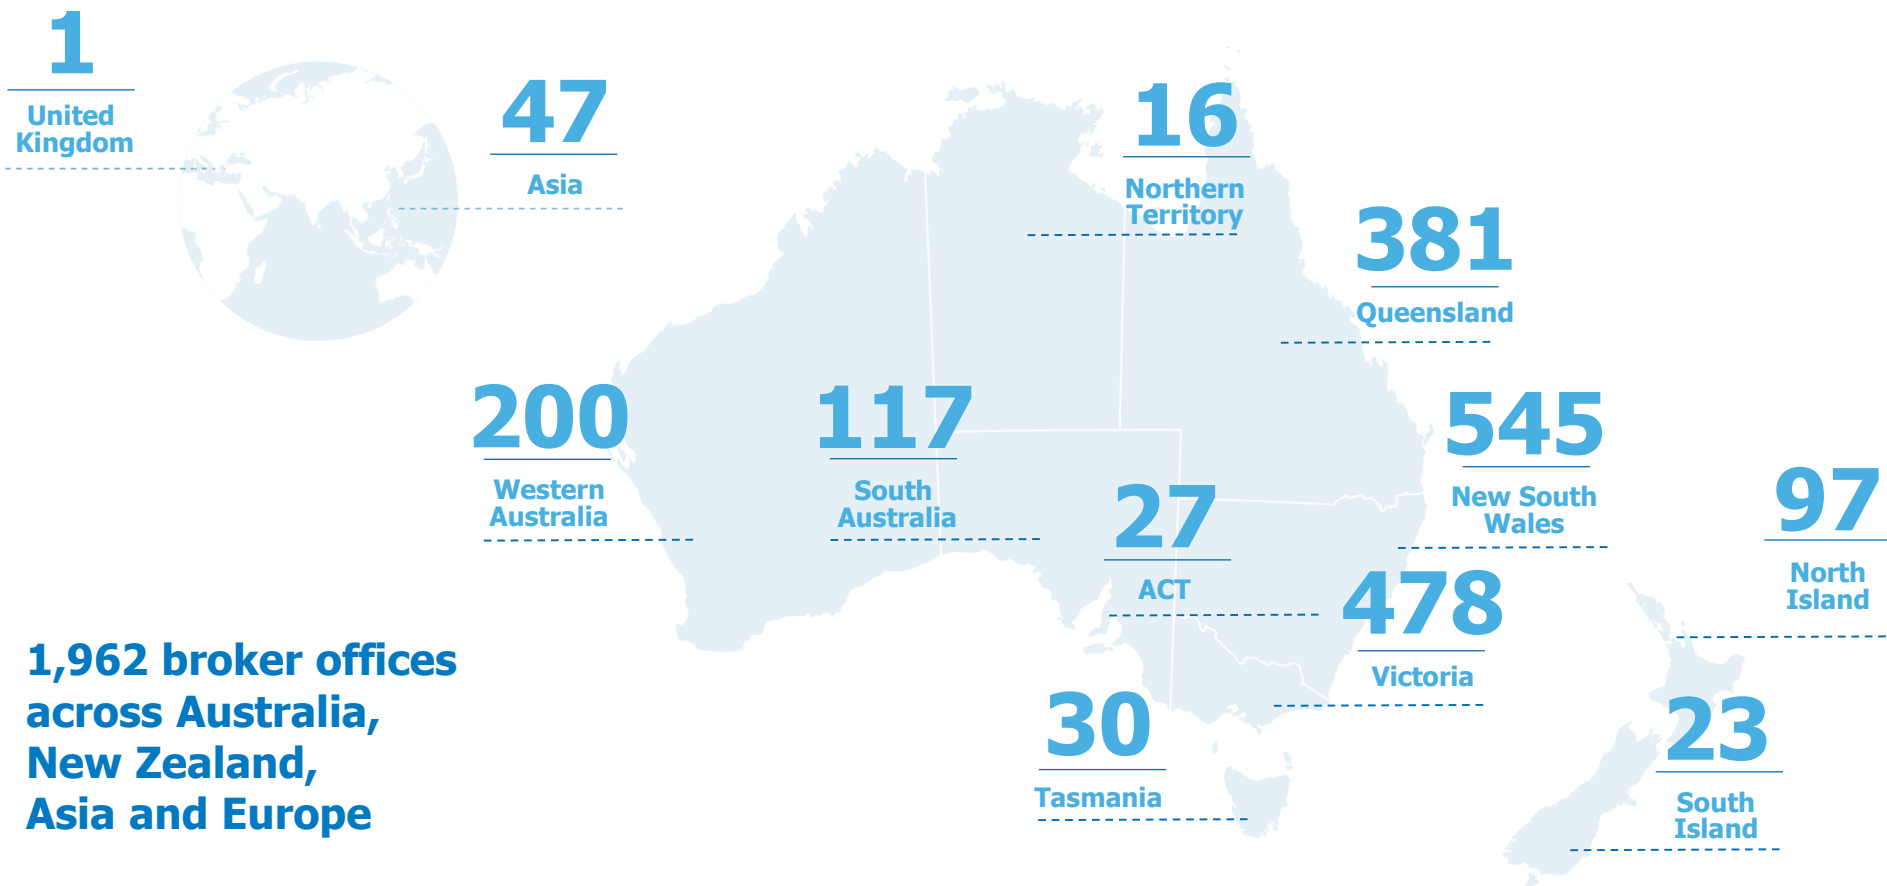 1
United
Kingdom
47
Asia
16
Northern
Territory
381
Queensland
200
Western
Australia
117
South
Australia
27
ACT
545
New South
Wales
97
North
Island
478
Victoria
30
Tasmania
23
South
Island
1,962 broker offices
across Australia,
New Zealand,
Asia and Europe